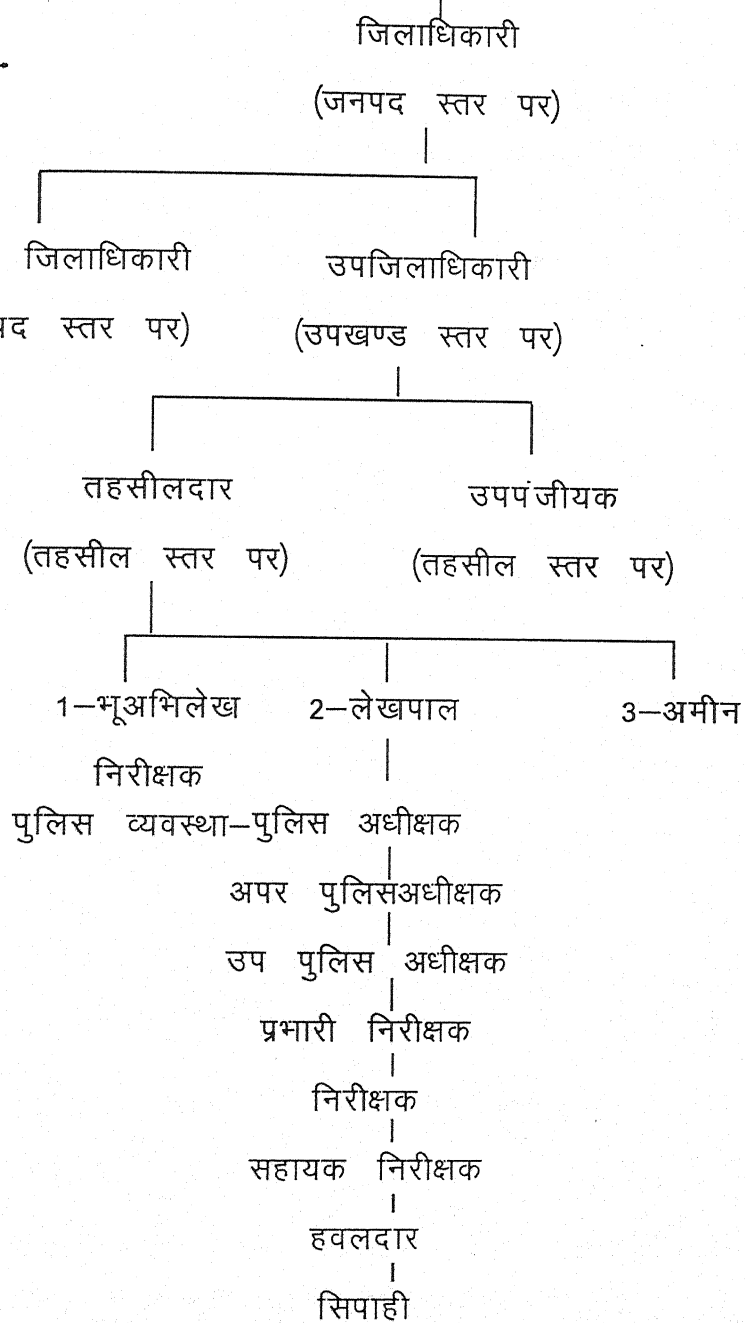 जिलाधिकारी
(जनपद स्तर पर)
जिलाधिकारी उपजिलाधिकारी
स्तर पर) (उपखण्ड स्तर पर)
तहसीलदार उपपंजीयक
(तहसील स्तर पर) (तहसील स्तर पर)
1–भूअभिलेख 2–लेखपाल 3–अमीन
निरीक्षक
पुलिस व्यवस्था–पुलिस अधीक्षक
अपर पुलिसअधीक्षक
उप पुलिस अधीक्षक
प्रभारी निरीक्षक
निरीक्षक
सहायक निरीक्षक
हवलदार
सिपाही